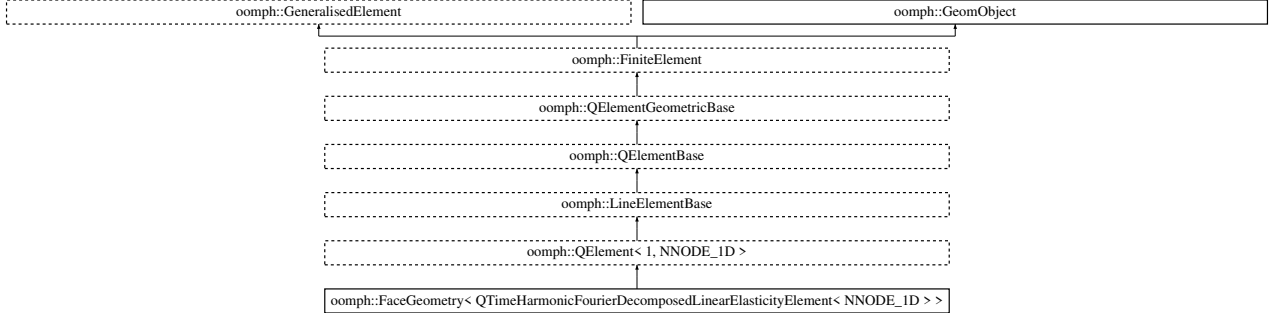 oomph::GeneralisedElement
oomph::GeomObject
oomph::FiniteElement
oomph::QElementGeometricBase
oomph::QElementBase
oomph::LineElementBase
oomph::QElement< 1, NNODE_1D >
oomph::FaceGeometry< QTimeHarmonicFourierDecomposedLinearElasticityElement< NNODE_1D > >